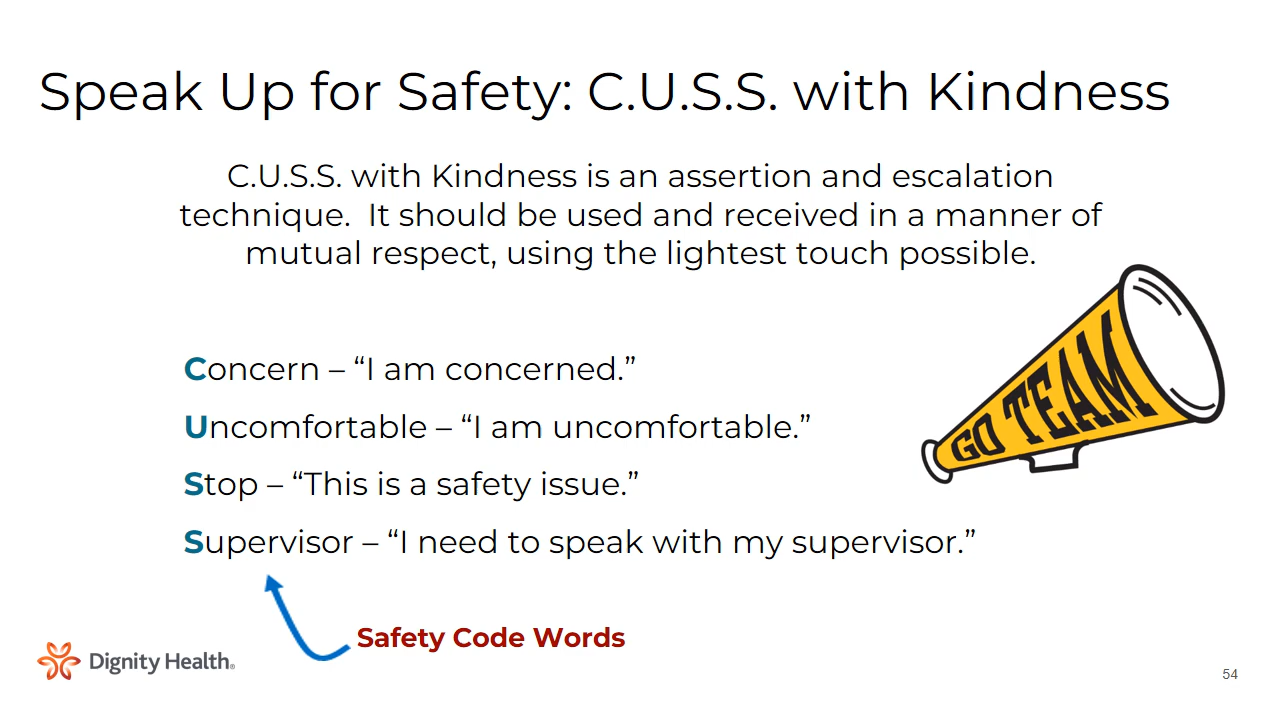 Speak Up for Safety: C.U.S.S. with Kindness
C.U.S.S. with Kindness is an assertion and escalation
technique.  It should be used and received in a manner of
mutual respect, using the lightest touch possible.
GO TEAM
Concern – “I am concerned.”
Uncomfortable – “I am uncomfortable.”
Stop – “This is a safety issue.”
Supervisor – “I need to speak with my supervisor.”
Safety Code Words
Dignity Health®
54